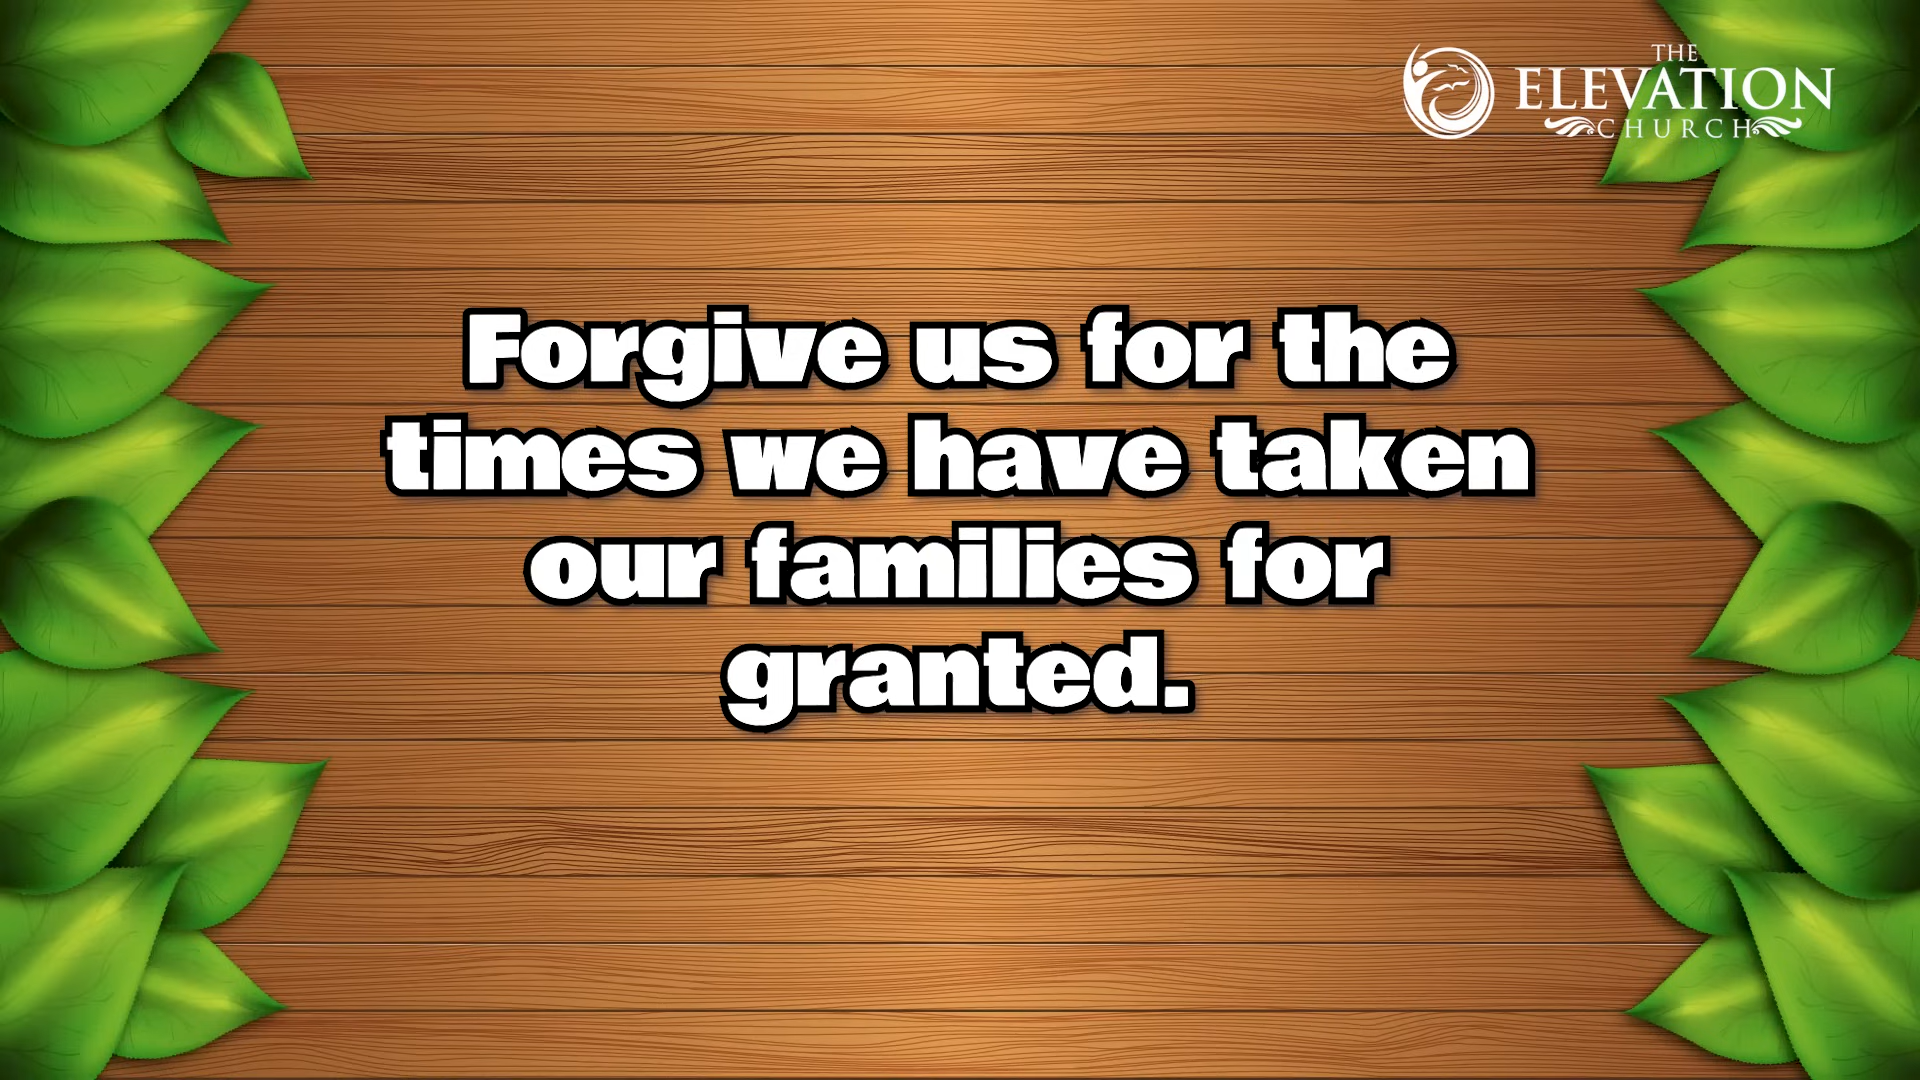 THE
ELEVATION
CHURCH
Forgive us for the
times we have taken
our families for
granted.